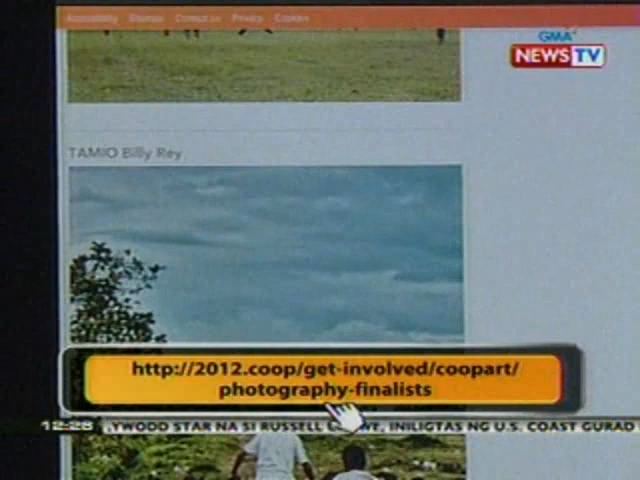 Accessibility Sitemap Contact us Privacy Cookies
GMA
NEWS TV
TAMIO Billy Rey
http://2012.coop/get-involved/coopart/
photography-finalists
12:28 YWOOD STAR NA SI RUSSELL WE, INILIGTAS NG U.S. COAST GURAD